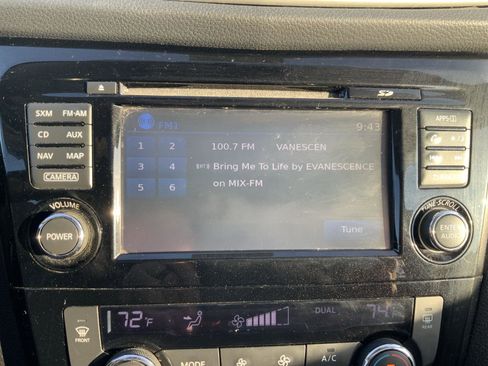 SD
SXM FM-AM
CD AUX
NAV MAP
CAMERA
VOLUME
POWER
FM1 9:43
1 2 100.7 FM VANESCEN
3 4 Bring Me To Life by EVANESCENCE
5 6 on MIX-FM
Tune
APPS
TUNE·SCROLL
ENTER
AUDIO
FRONT
72°F
DUAL
74
REAR
MODE
A/C